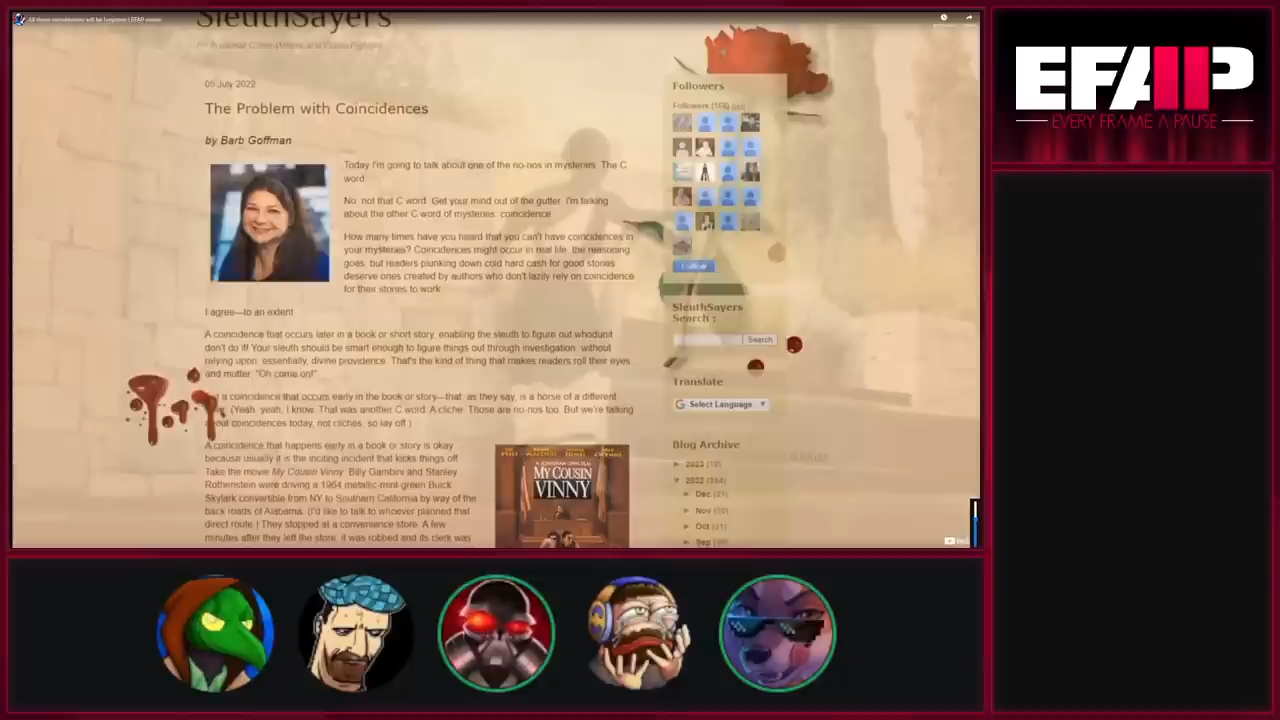 All these coincidences will be forgotten | EFAP
SleuthSayers
05 July 2022
The Problem with Coincidences
by Barb Goffman
Today I'm going to talk about one of the no-nos in mysteries. The C
word.
No, not that C word. Get your mind out of the gutter. I'm talking
about the other C word of mysteries: coincidence.
How many times have you heard that you can't have coincidences in
your mysteries? Coincidences might occur in real life, the reasoning
goes, but readers plunking down cold hard cash for good stories
deserve ones created by authors who don't lazily rely on coincidence
for their stories to work.
I agree—to an extent.
A coincidence that occurs later in a book or short story, enabling the sleuth to figure out whodunit
don't do it! Your sleuth should be smart enough to figure things out through investigation, without
relying upon, essentially, divine providence. That's the kind of thing that makes readers roll their eyes
and mutter, "Oh come on!"
a coincidence that occurs early in the book or story—that, as they say, is a horse of a different
(Yeah, yeah, I know. That was another C word. A cliche. Those are no-nos too. But we're talking
about coincidences today, not cliches, so lay off.)
A coincidence that happens early in a book or story is okay
because usually it is the inciting incident that kicks things off.
Take the movie My Cousin Vinny. Billy Gambini and Stanley
Rothenstein were driving a 1964 metallic-mint-green Buick
Skylark convertible from NY to Southern California by way of the
back roads of Alabama. (I'd like to talk to whoever planned that
direct route.) They stopped at a convenience store. A few
minutes after they left the store, it was robbed and its clerk was
MY COUSIN
VINNY
Followers
Followers
Follow
SleuthSayers
Search :
Search
Translate
G Select Language ▼
Blog Archive
► 2023
▼ 2022
► Dec (21)
► Nov
► Oct
► Sep
EFAP
EVERY FRAME A PAUSE